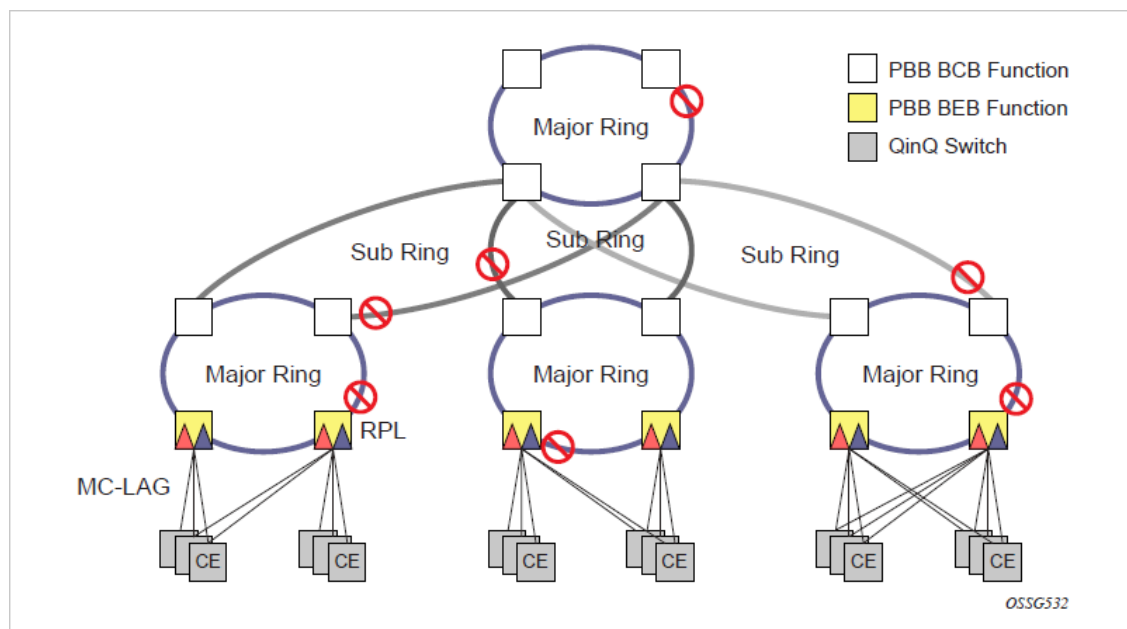 PBB BCB Function
PBB BEB Function
QinQ Switch
Major Ring
Sub Ring
Sub Ring
Sub Ring
Major Ring
Major Ring
Major Ring
RPL
MC-LAG
CE
CE
CE
CE
CE
CE
OSSG532